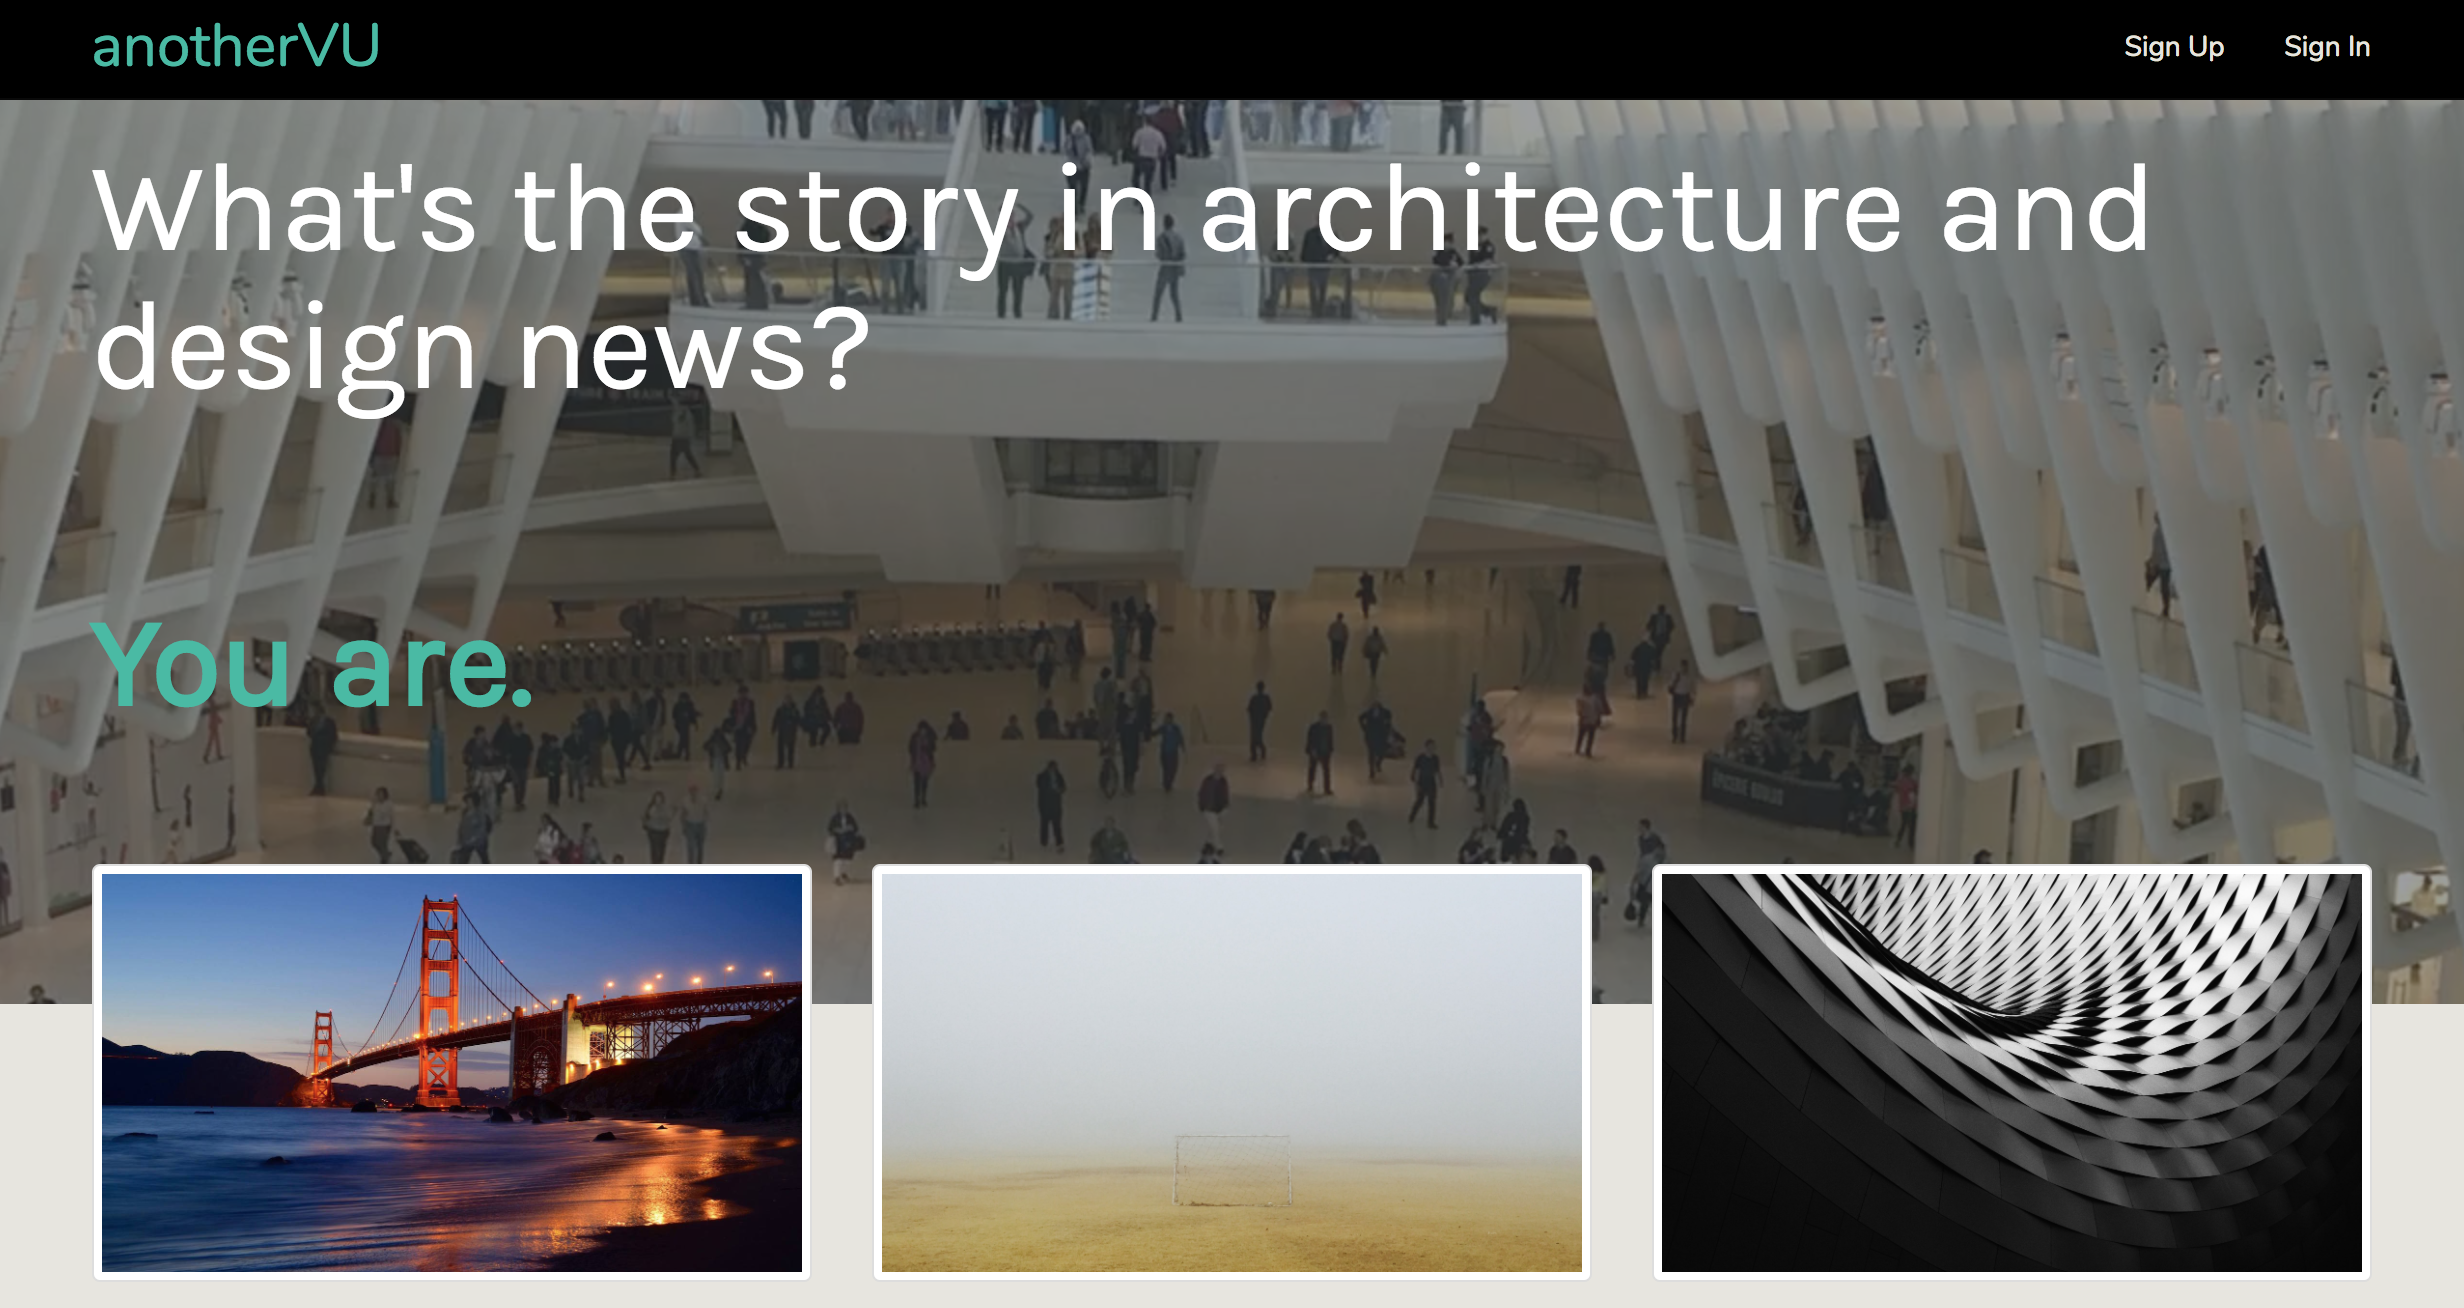 anotherVU
Sign Up
Sign In
What's the story in architecture and
design news?
You are.